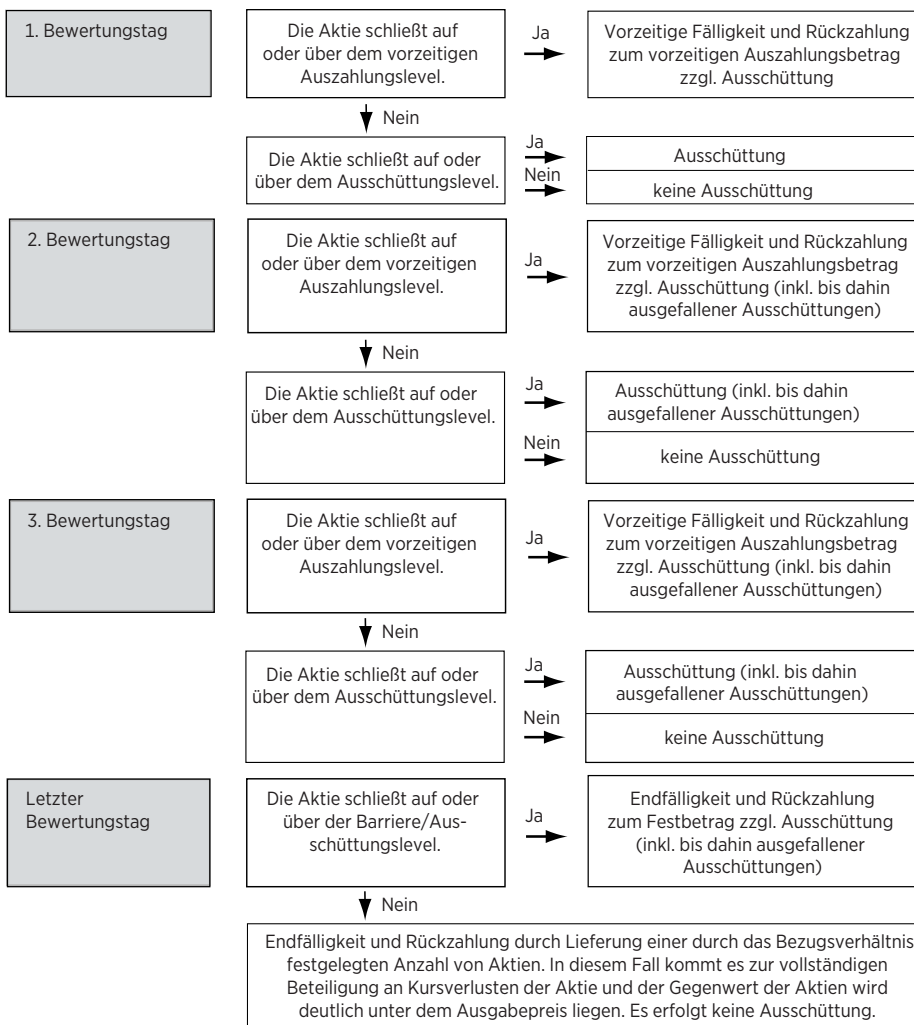 1. Bewertungstag
Die Aktie schließt auf
oder über dem vorzeitigen
Auszahlungslevel.
Ja
Vorzeitige Fälligkeit und Rückzahlung
zum vorzeitigen Auszahlungsbetrag
zzgl. Ausschüttung
Nein
Die Aktie schließt auf oder
über dem Ausschüttungslevel.
Ja
Ausschüttung
Nein
keine Ausschüttung
2. Bewertungstag
Die Aktie schließt auf
oder über dem vorzeitigen
Auszahlungslevel.
Ja
Vorzeitige Fälligkeit und Rückzahlung
zum vorzeitigen Auszahlungsbetrag
zzgl. Ausschüttung (inkl. bis dahin
ausgefallener Ausschüttungen)
Nein
Die Aktie schließt auf oder
über dem Ausschüttungslevel.
Ja
Ausschüttung (inkl. bis dahin
ausgefallener Ausschüttungen)
Nein
keine Ausschüttung
3. Bewertungstag
Die Aktie schließt auf
oder über dem vorzeitigen
Auszahlungslevel.
Ja
Vorzeitige Fälligkeit und Rückzahlung
zum vorzeitigen Auszahlungsbetrag
zzgl. Ausschüttung (inkl. bis dahin
ausgefallener Ausschüttungen)
Nein
Die Aktie schließt auf oder
über dem Ausschüttungslevel.
Ja
Ausschüttung (inkl. bis dahin
ausgefallener Ausschüttungen)
Nein
keine Ausschüttung
Letzter
Bewertungstag
Die Aktie schließt auf oder
über der Barriere/Aus-
schüttungslevel.
Ja
Endfälligkeit und Rückzahlung
zum Festbetrag zzgl. Ausschüttung
(inkl. bis dahin ausgefallener
Ausschüttungen)
Nein
Endfälligkeit und Rückzahlung durch Lieferung einer durch das Bezugsverhältnis
festgelegten Anzahl von Aktien. In diesem Fall kommt es zur vollständigen
Beteiligung an Kursverlusten der Aktie und der Gegenwert der Aktien wird
deutlich unter dem Ausgabepreis liegen. Es erfolgt keine Ausschüttung.